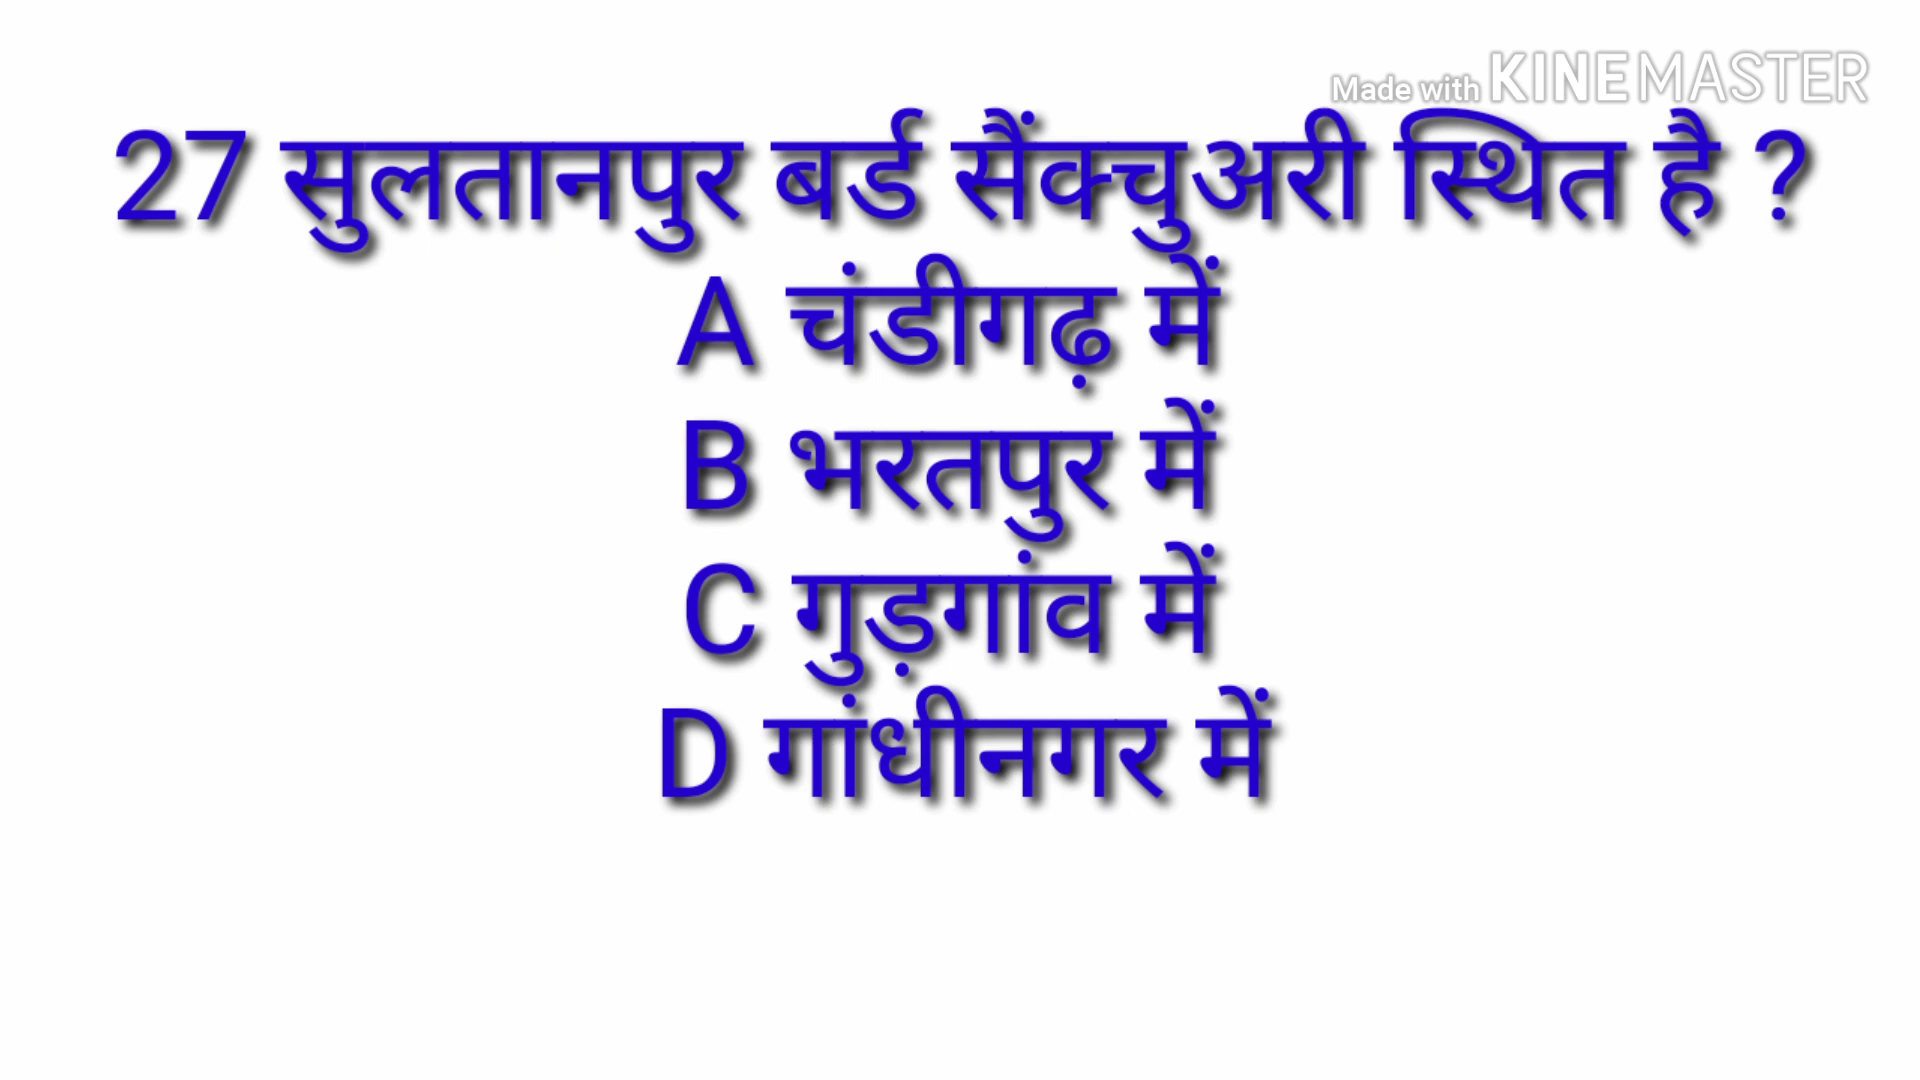 Made with KINEMASTER
27 सुलतानपुर बर्ड सैंक्चुअरी स्थित है ?
A चंडीगढ़ में
B भरतपुर में
C गुड़गांव में
D गांधीनगर में